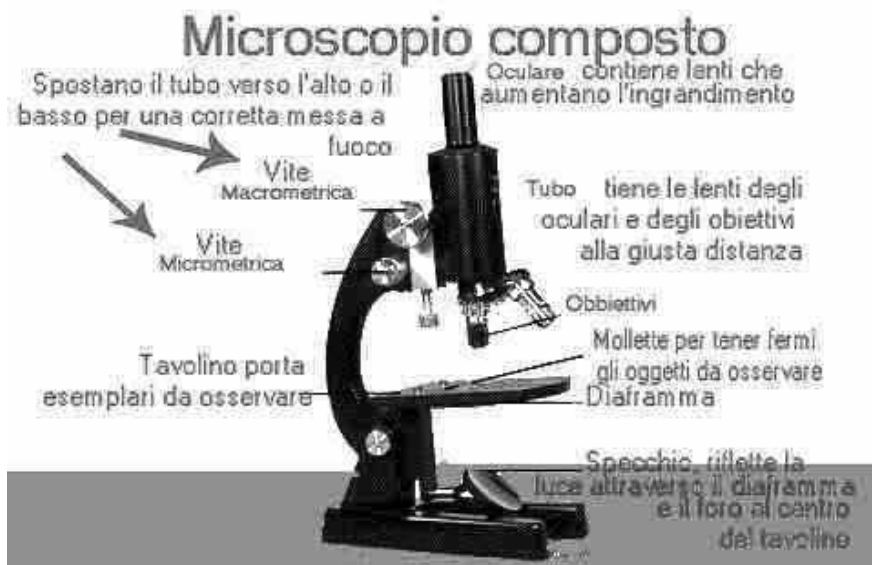 Microscopio composto
Spostano il tubo verso l'alto o il
basso per una corretta messa a
fuoco
Oculare contiene lenti che
aumentano l'ingrandimento
Vite
Macrometrica
Tubo tiene le lenti degli
oculari e degli obiettivi
alla giusta distanza
Vite
Micrometrica
Obbiettivi
Mollette per tener fermi
gli oggetti da osservare
Tavolino porta
esemplari da osservare
Diaframma
Specchio, riflette la
luce attraverso il diaframma
e il foro al centro
del tavolino